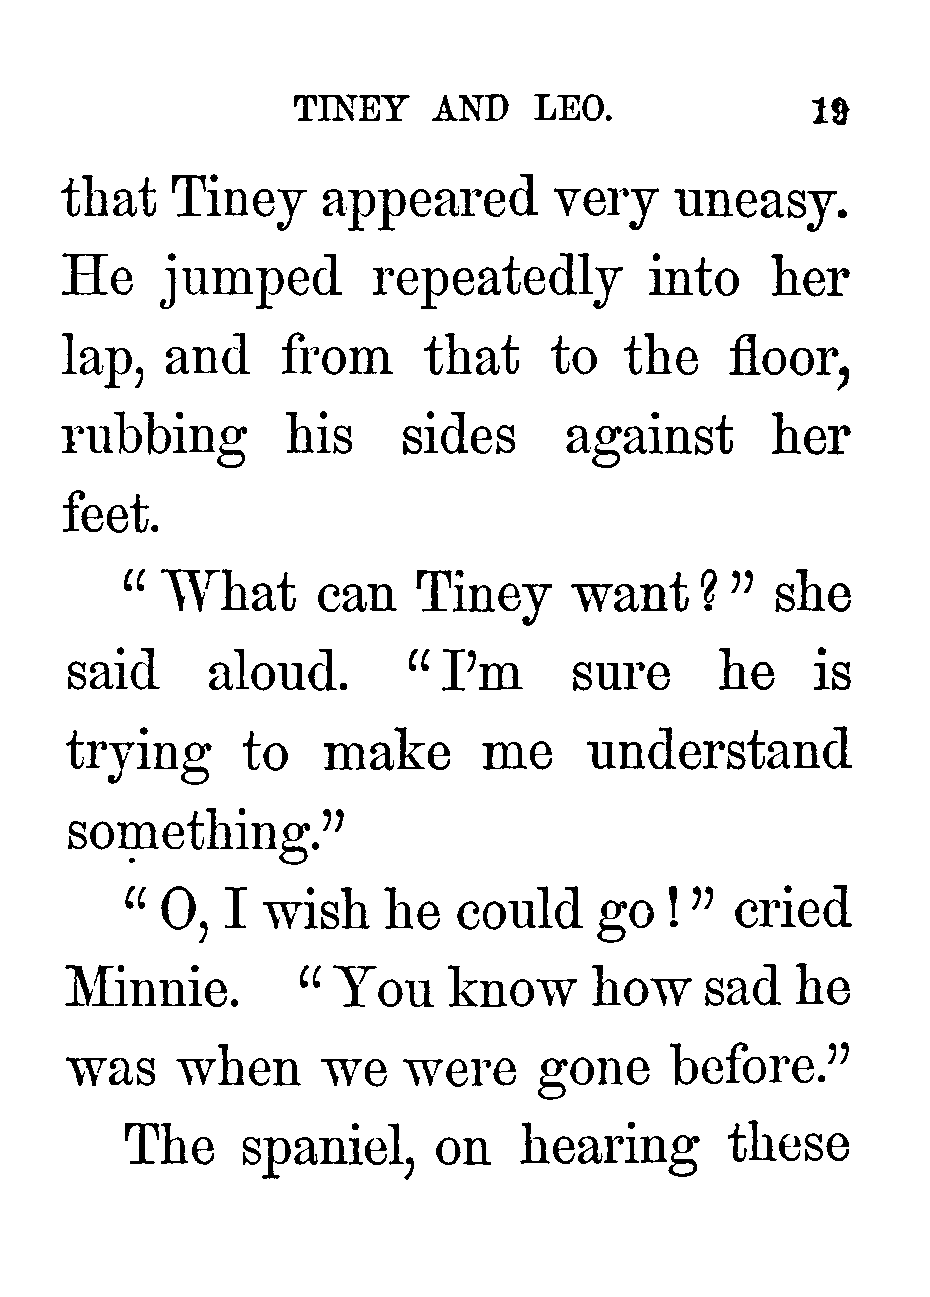 TINEY AND LEO. 19
that Tiney appeared very uneasy.
He jumped repeatedly into her
lap, and from that to the floor,
rubbing his sides against her
feet.
“ What can Tiney want ? ” she
said aloud. “ I’m sure he is
trying to make me understand
something.”
“ O, I wish he could go ! ” cried
Minnie. “ You know how sad he
was when we were gone before.”
The spaniel, on hearing these